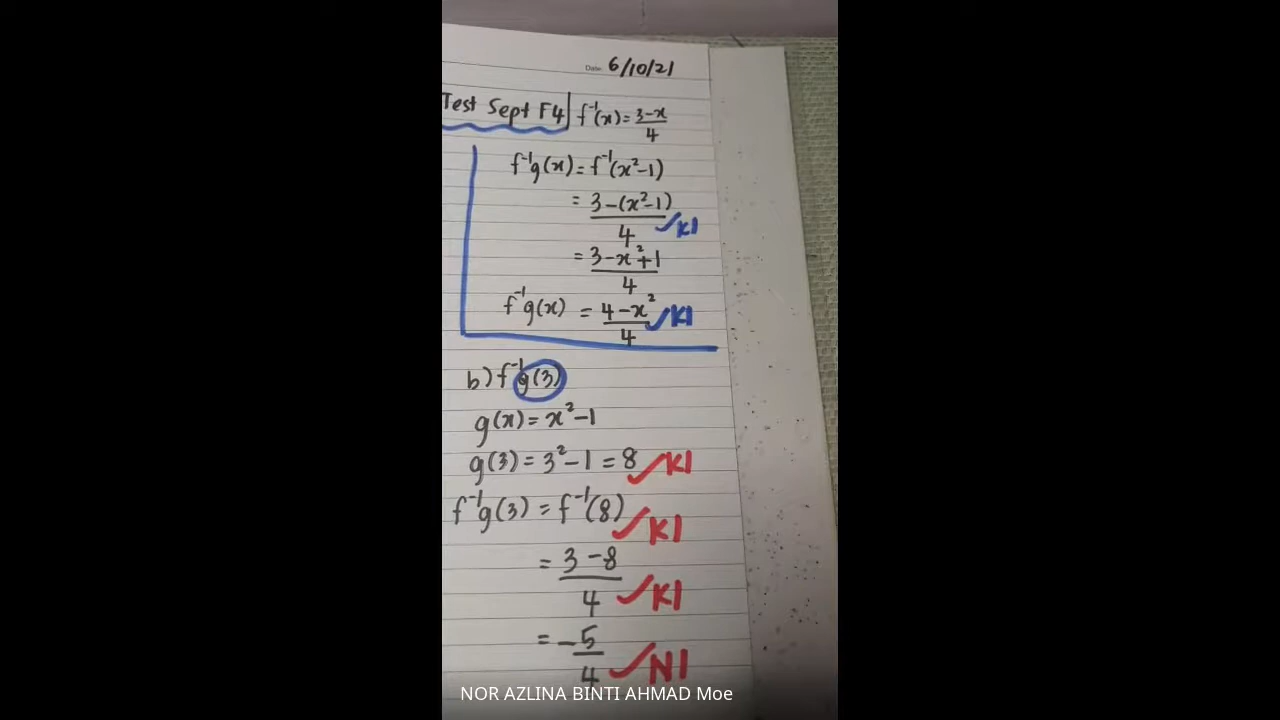 Date: 6/10/21
Test Sept F4 f⁻¹(x) = 3-x
4
f⁻¹g(x) = f⁻¹(x²-1)
= 3-(x²-1)
4 ✓K1
= 3-x²+1
4
f⁻¹g(x) = 4-x² ✓K1
4
b) f⁻¹g(3)
g(x) = x²-1
g(3) = 3²-1 = 8 ✓K1
f⁻¹g(3) = f⁻¹(8) ✓K1
= 3-8
4 ✓K1
= -5
4 ✓N1
NOR AZLINA BINTI AHMAD Moe